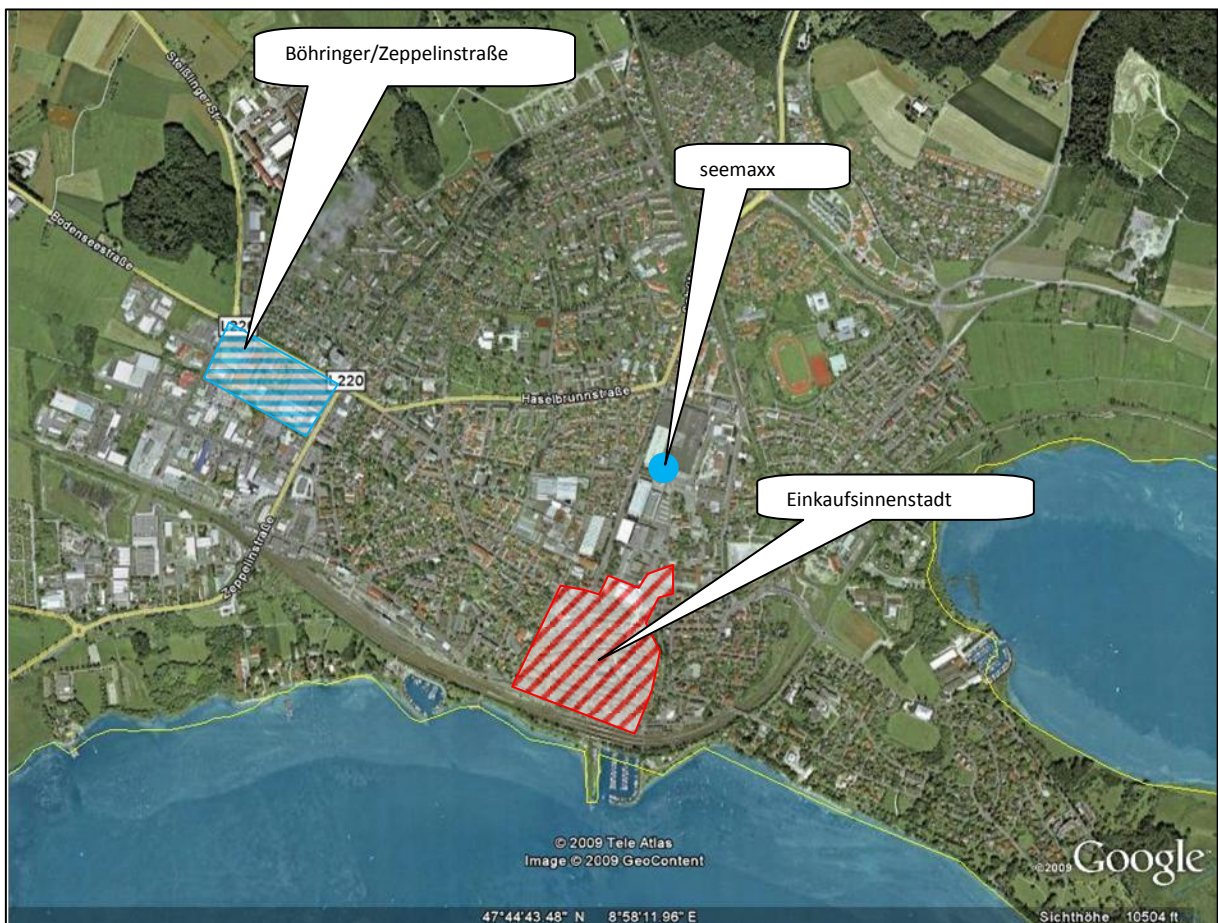 Böhringer/Zeppelinstraße
Steißlinger-Str.
seemaxx
Bodenseestraße
L220
Haselbrunnstraße
Einkaufsinnenstadt
Zeppelinstraße
© 2009 Tele Atlas
Image © 2009 GeoContent
©2009 Google™
47°44'43.48" N 8°58'11.96" E
Sichthöhe 10504 ft